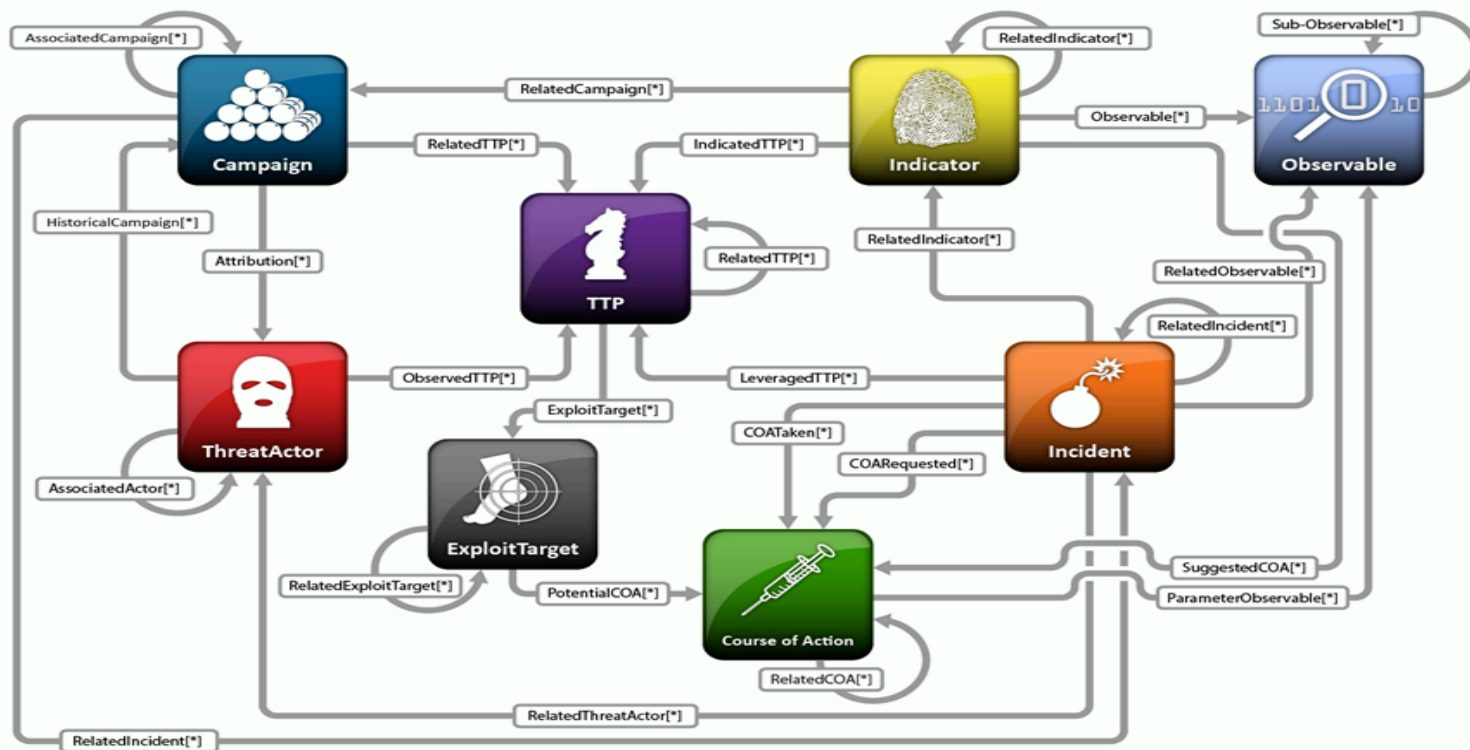 AssociatedCampaign[*]
Sub-Observable[*]
RelatedIndicator[*]
RelatedCampaign[*]
1101 0 10
Observable[*]
RelatedTTP[*]
IndicatedTTP[*]
Campaign
Indicator
Observable
HistoricalCampaign[*]
RelatedIndicator[*]
Attribution[*]
RelatedTTP[*]
RelatedObservable[*]
TTP
RelatedIncident[*]
ObservedTTP[*]
LeveragedTTP[*]
ExploitTarget[*]
COATaken[*]
ThreatActor
Incident
COARequested[*]
AssociatedActor[*]
ExploitTarget
SuggestedCOA[*]
RelatedExploitTarget[*]
PotentialCOA[*]
ParameterObservable[*]
Course of Action
RelatedCOA[*]
RelatedThreatActor[*]
RelatedIncident[*]